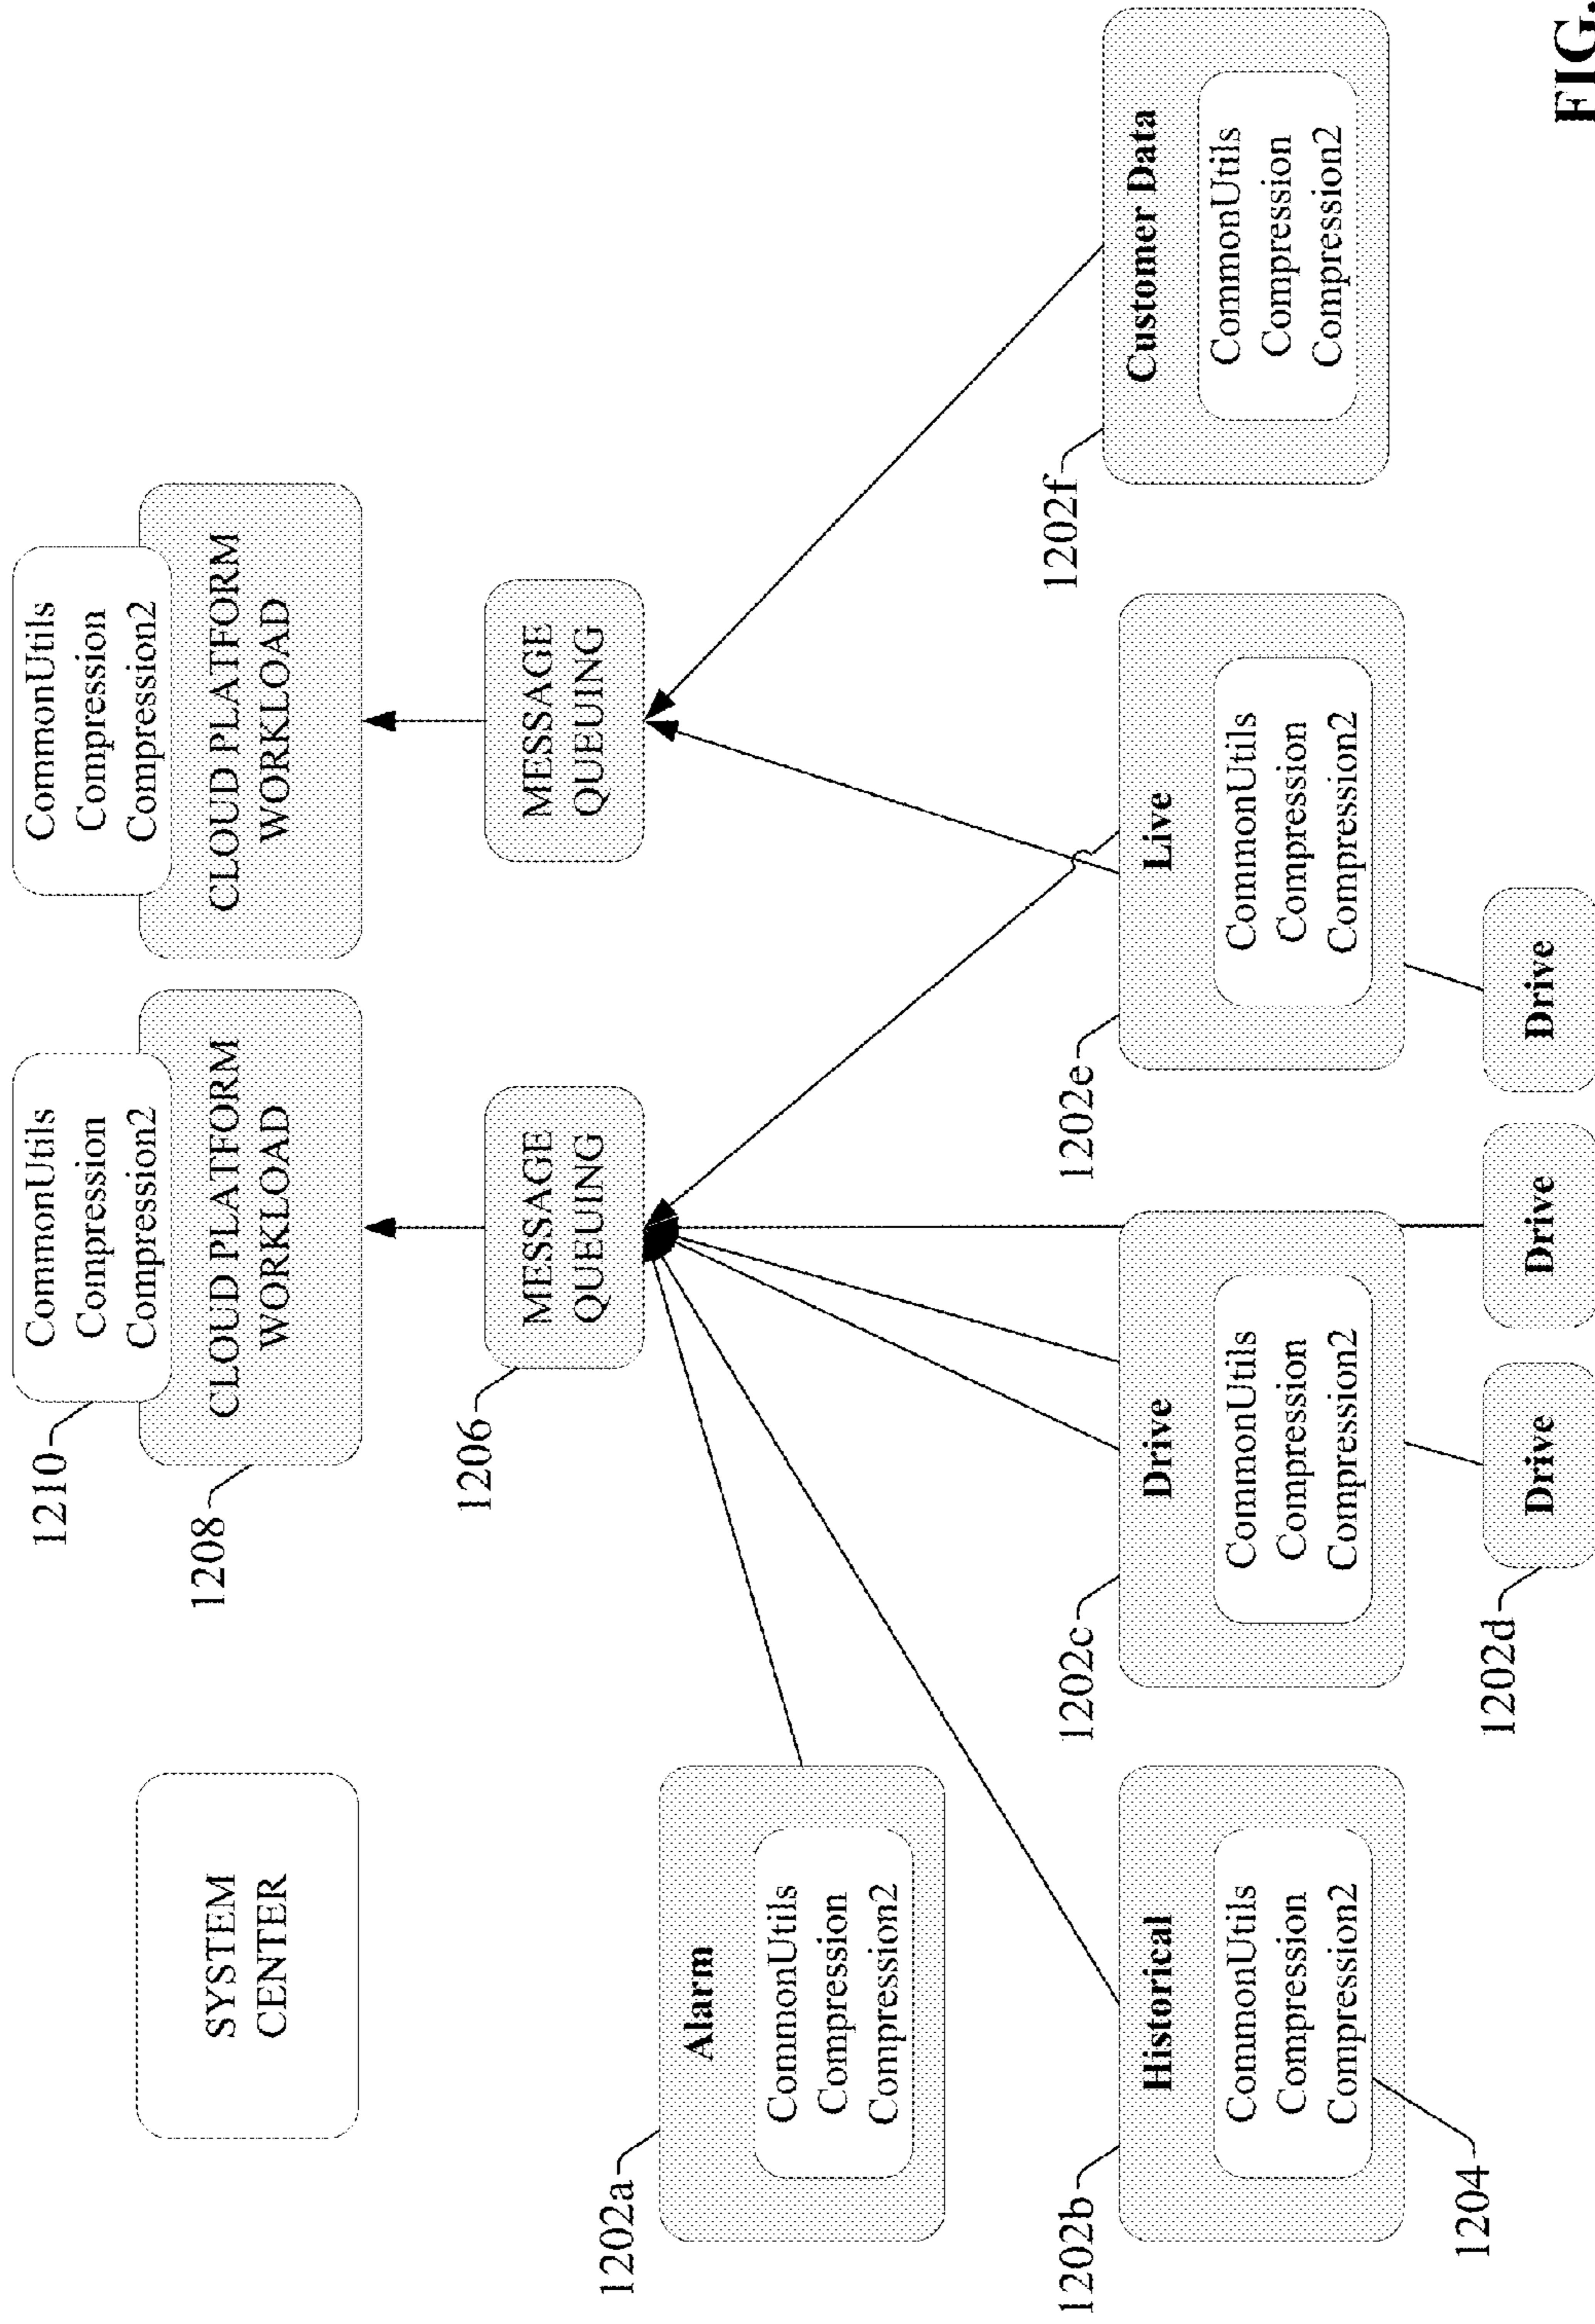 SYSTEM
CENTER
1210
CommonUtils
Compression
Compression2
1208
CLOUD PLATFORM
WORKLOAD
CommonUtils
Compression
Compression2
CLOUD PLATFORM
WORKLOAD
1206
MESSAGE
QUEUING
MESSAGE
QUEUING
1202a
Alarm
CommonUtils
Compression
Compression2
1202b
Historical
CommonUtils
Compression
Compression2
1204
1202c
Drive
CommonUtils
Compression
Compression2
1202e
Live
CommonUtils
Compression
Compression2
1202f
Customer Data
CommonUtils
Compression
Compression2
1202d
Drive
Drive
Drive
FIG.